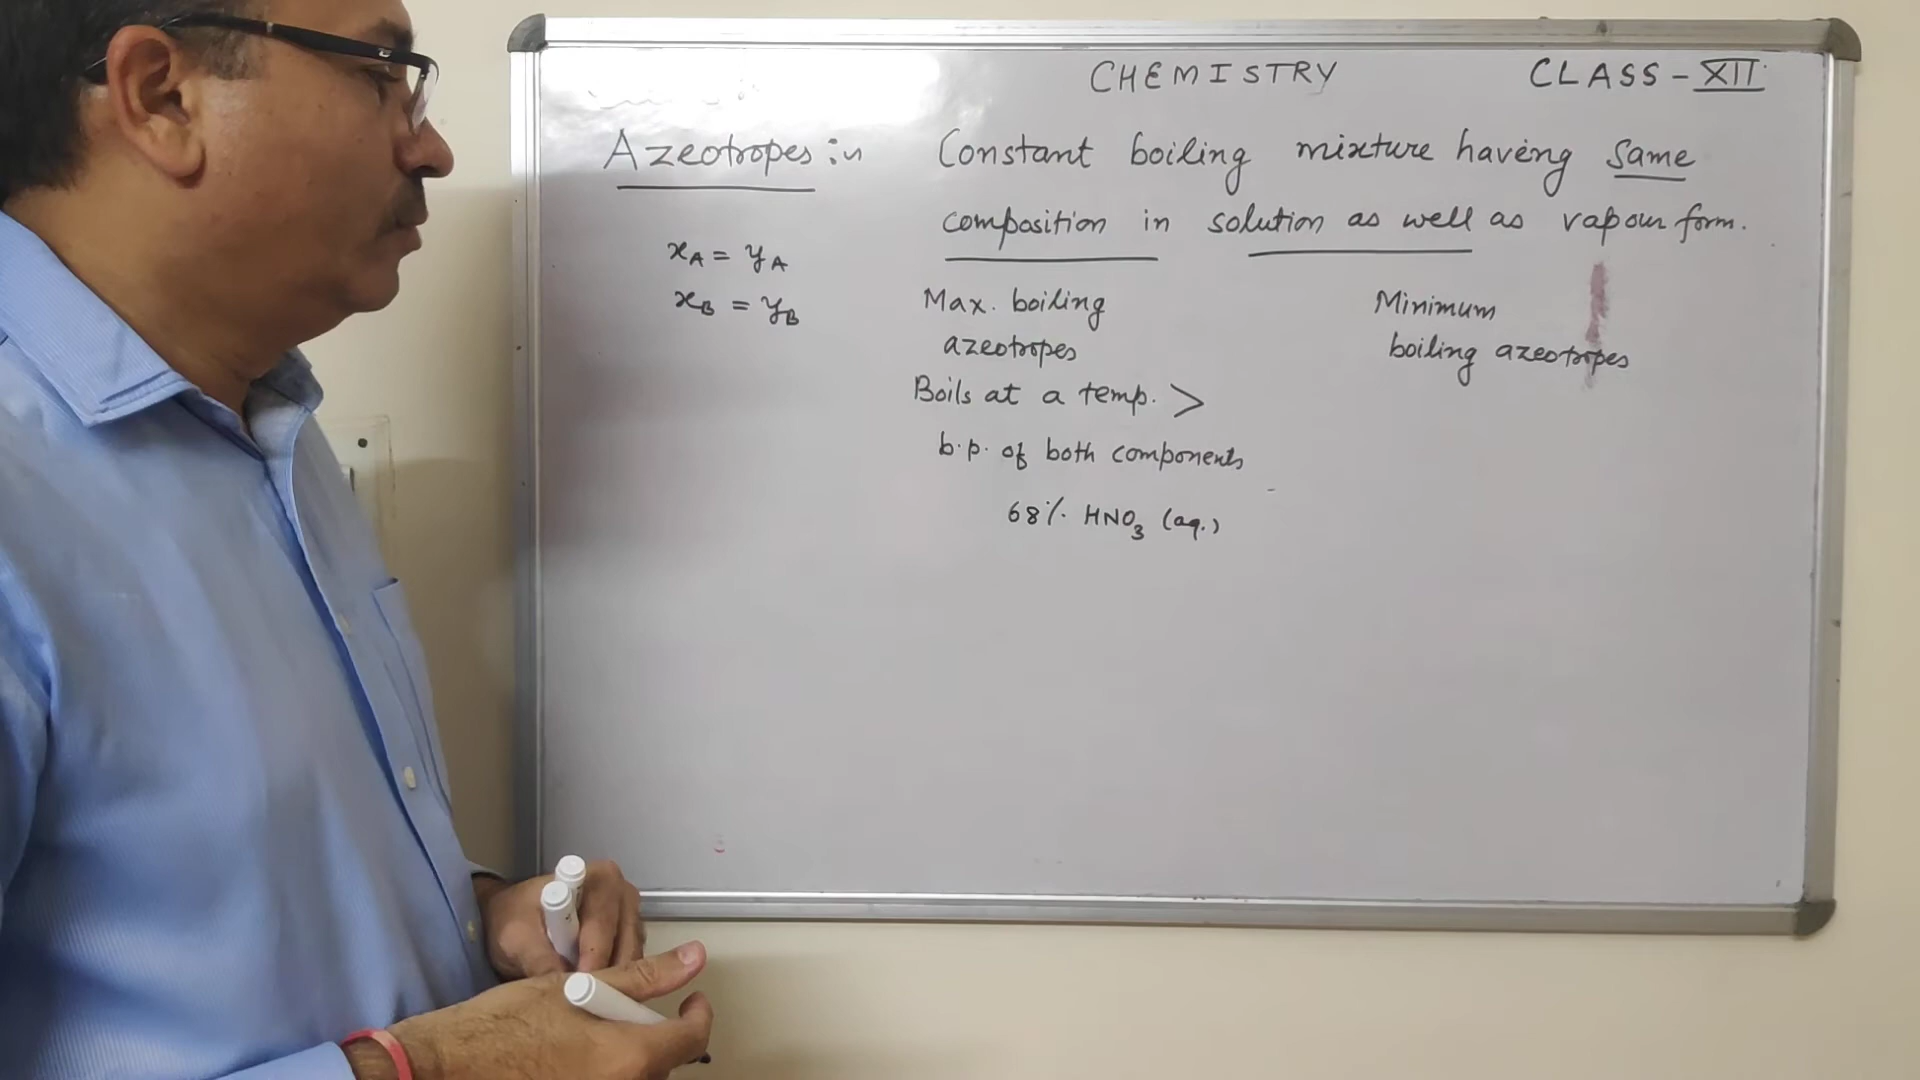 CHEMISTRY CLASS - XII
Azeotropes :- Constant boiling mixture having same
composition in solution as well as vapour form.
xA = yA
xB = yB
Max. boiling
azeotropes
Boils at a temp. >
b.p. of both components
68% HNO3 (aq.)
Minimum
boiling azeotropes